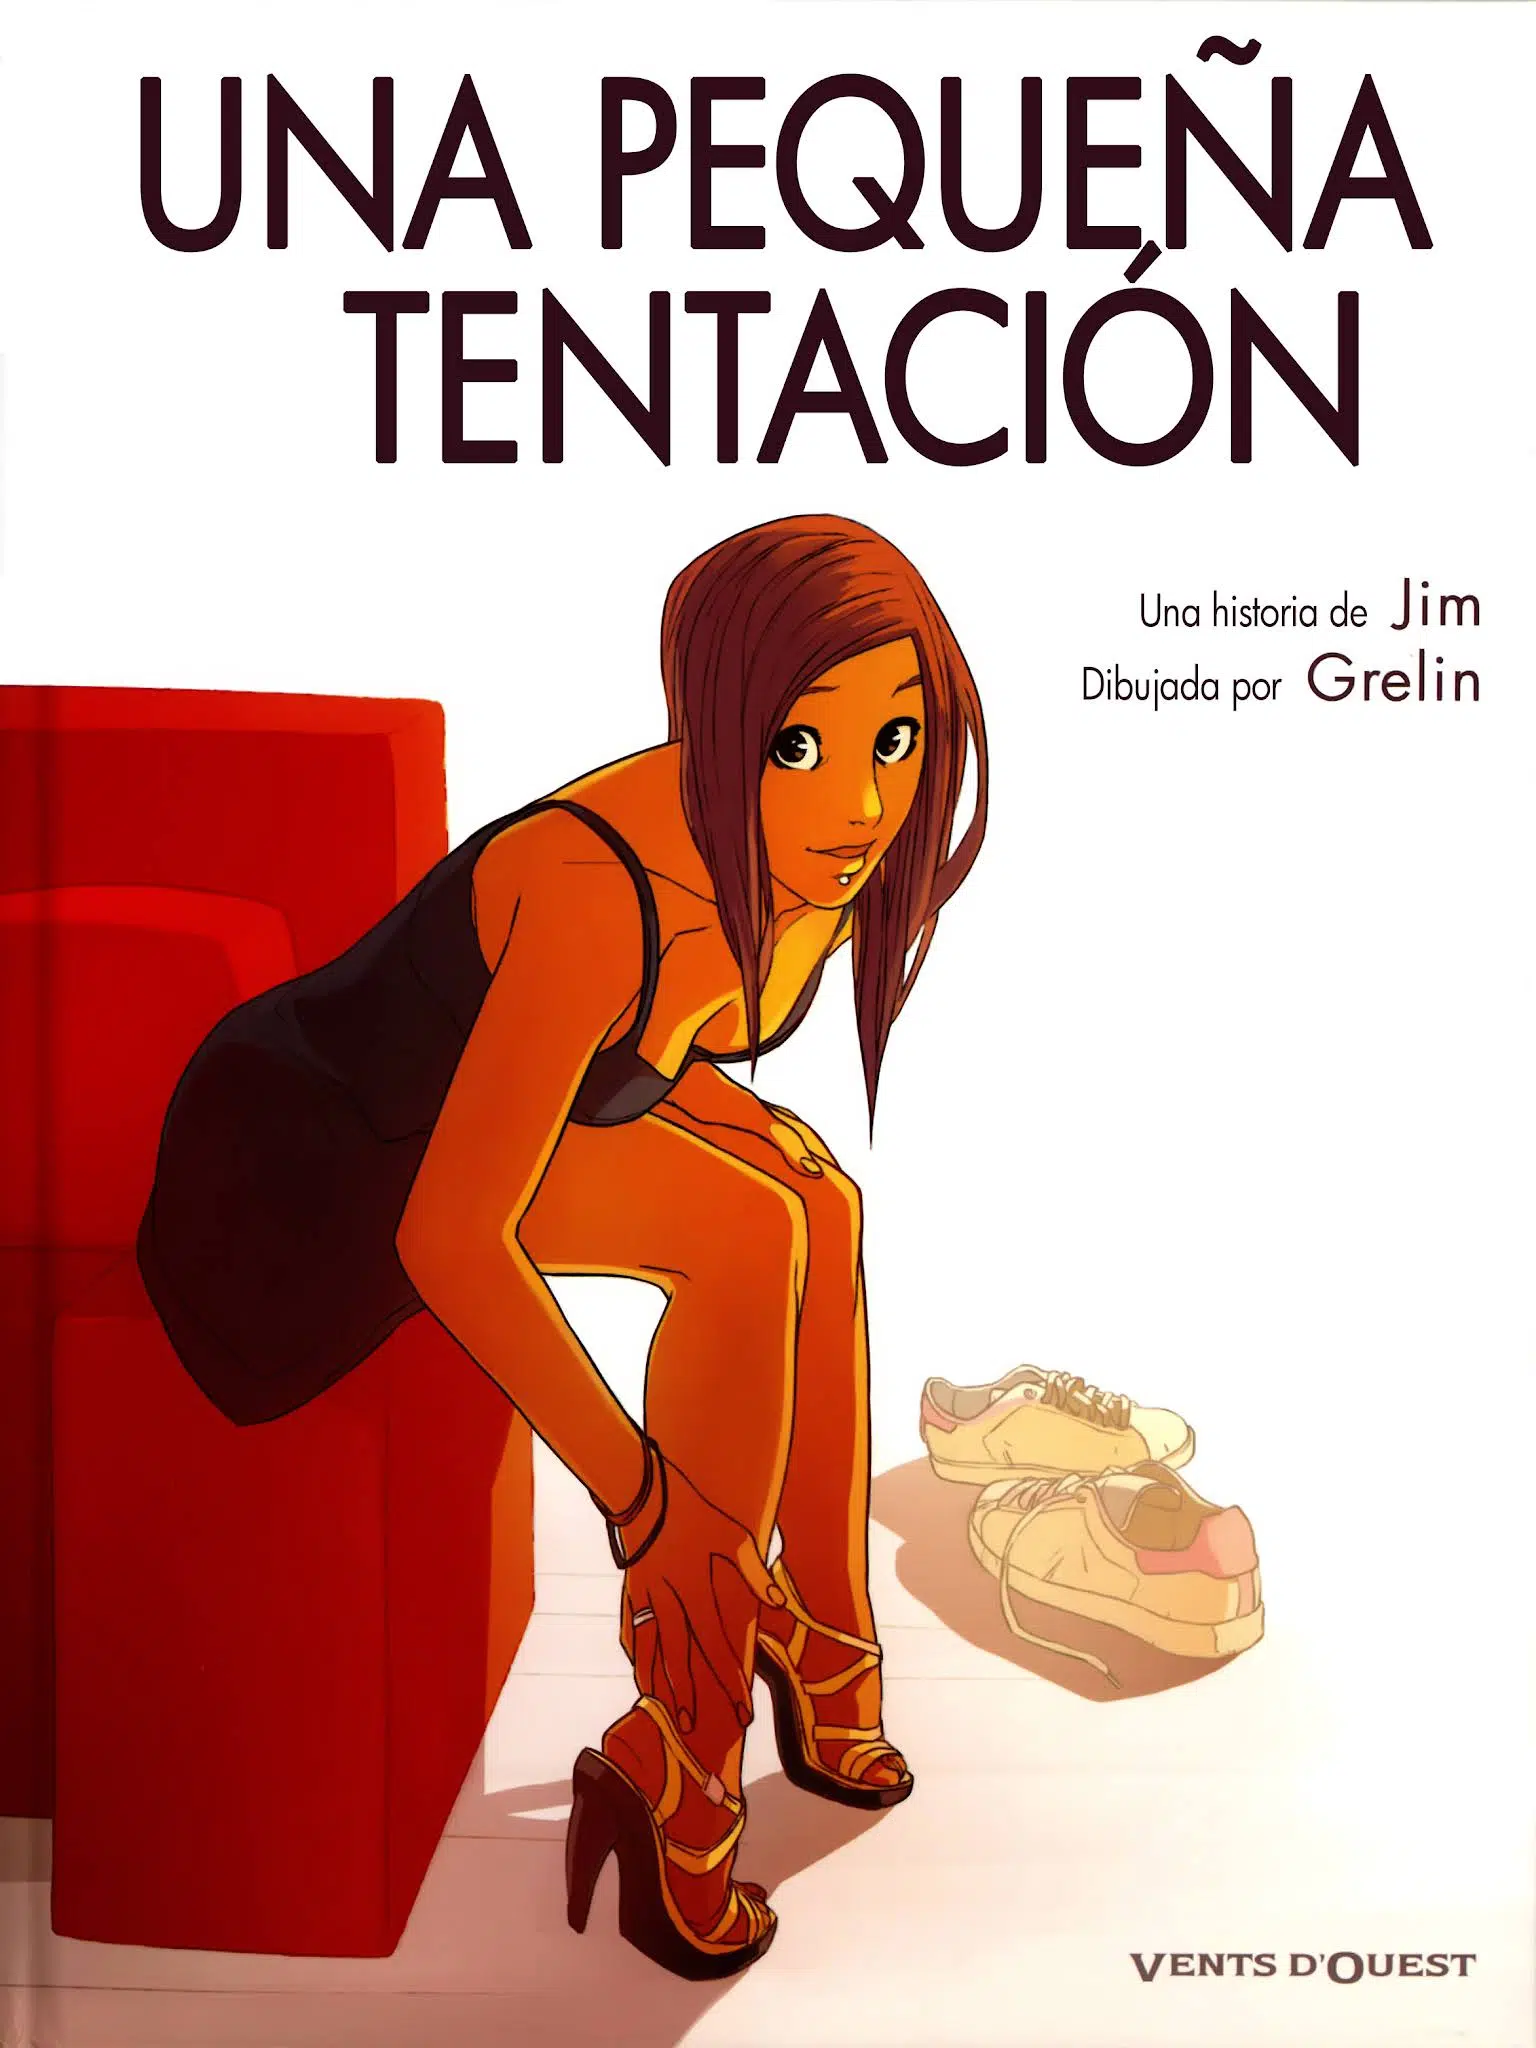 UNA PEQUEÑA
TENTACIÓN
Una historia de Jim
Dibujada por Grelin
VENTS D'OUEST